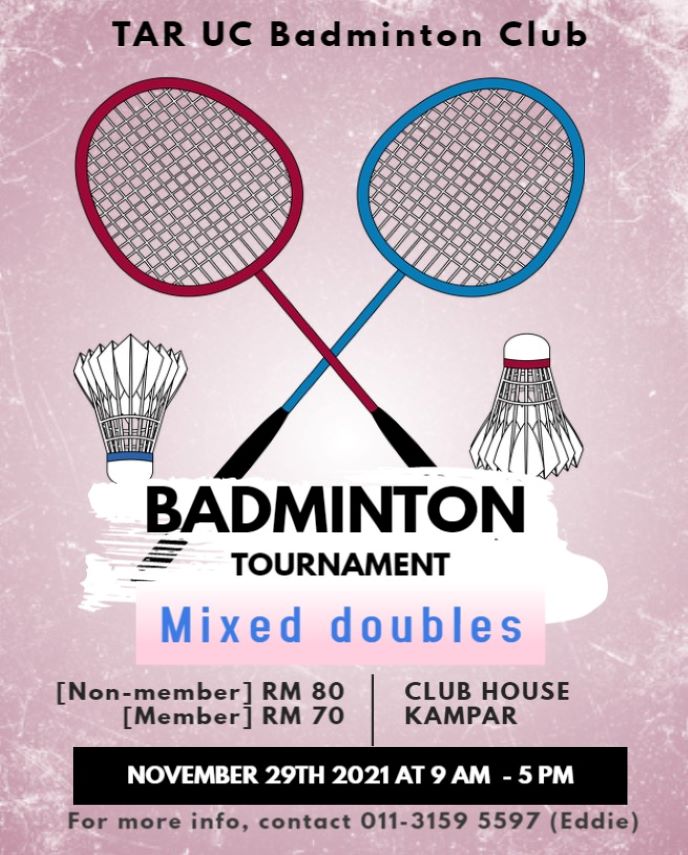 TAR UC Badminton Club
BADMINTON
TOURNAMENT
Mixed doubles
[Non-member] RM 80
[Member] RM 70
CLUB HOUSE
KAMPAR
NOVEMBER 29TH 2021 AT 9 AM - 5 PM
For more info, contact 011-3159 5597 (Eddie)